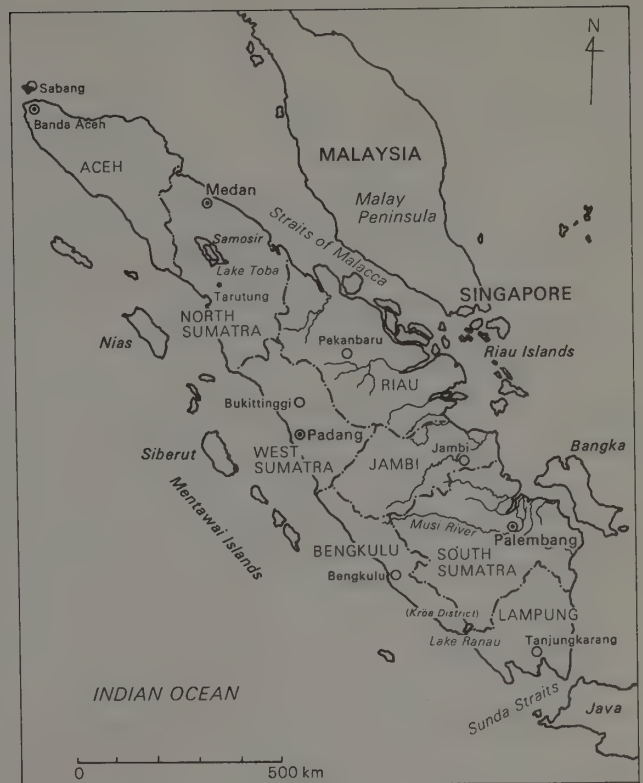 N
Sabang
Banda Aceh
ACEH
MALAYSIA
Medan
Malay
Peninsula
Samosir
Straits of Malacca
Lake Toba
Tarutung
SINGAPORE
NORTH
SUMATRA
Nias
Pekanbaru
Riau Islands
RIAU
Bukittinggi
Padang
Siberut
WEST
SUMATRA
JAMBI
Jambi
Bangka
Mentawai Islands
Musi River
Palembang
BENGKULU
SOUTH
SUMATRA
Bengkulu
(Kröe District)
LAMPUNG
Lake Ranau
Tanjungkarang
INDIAN OCEAN
Sunda Straits
Java
0
500 km